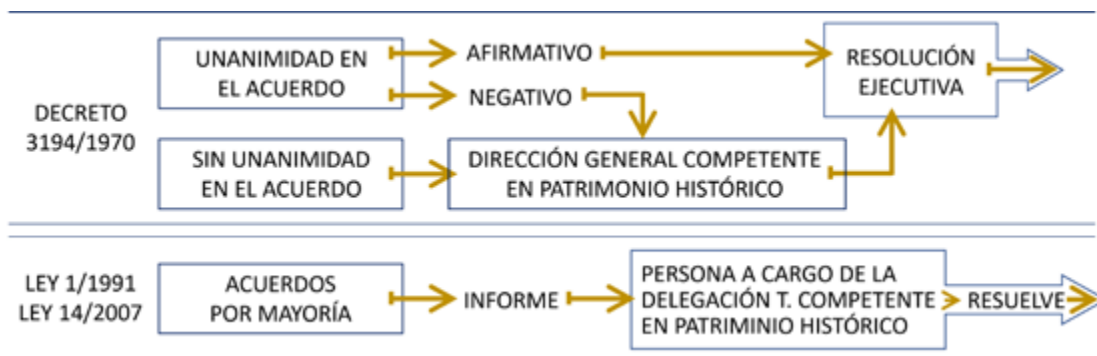 DECRETO
3194/1970
UNANIMIDAD EN
EL ACUERDO
AFIRMATIVO
NEGATIVO
RESOLUCIÓN
EJECUTIVA
SIN UNANIMIDAD
EN EL ACUERDO
DIRECCIÓN GENERAL COMPETENTE
EN PATRIMONIO HISTÓRICO
LEY 1/1991
LEY 14/2007
ACUERDOS
POR MAYORÍA
INFORME
PERSONA A CARGO DE LA
DELEGACIÓN T. COMPETENTE
EN PATRIMINIO HISTÓRICO
RESUELVE